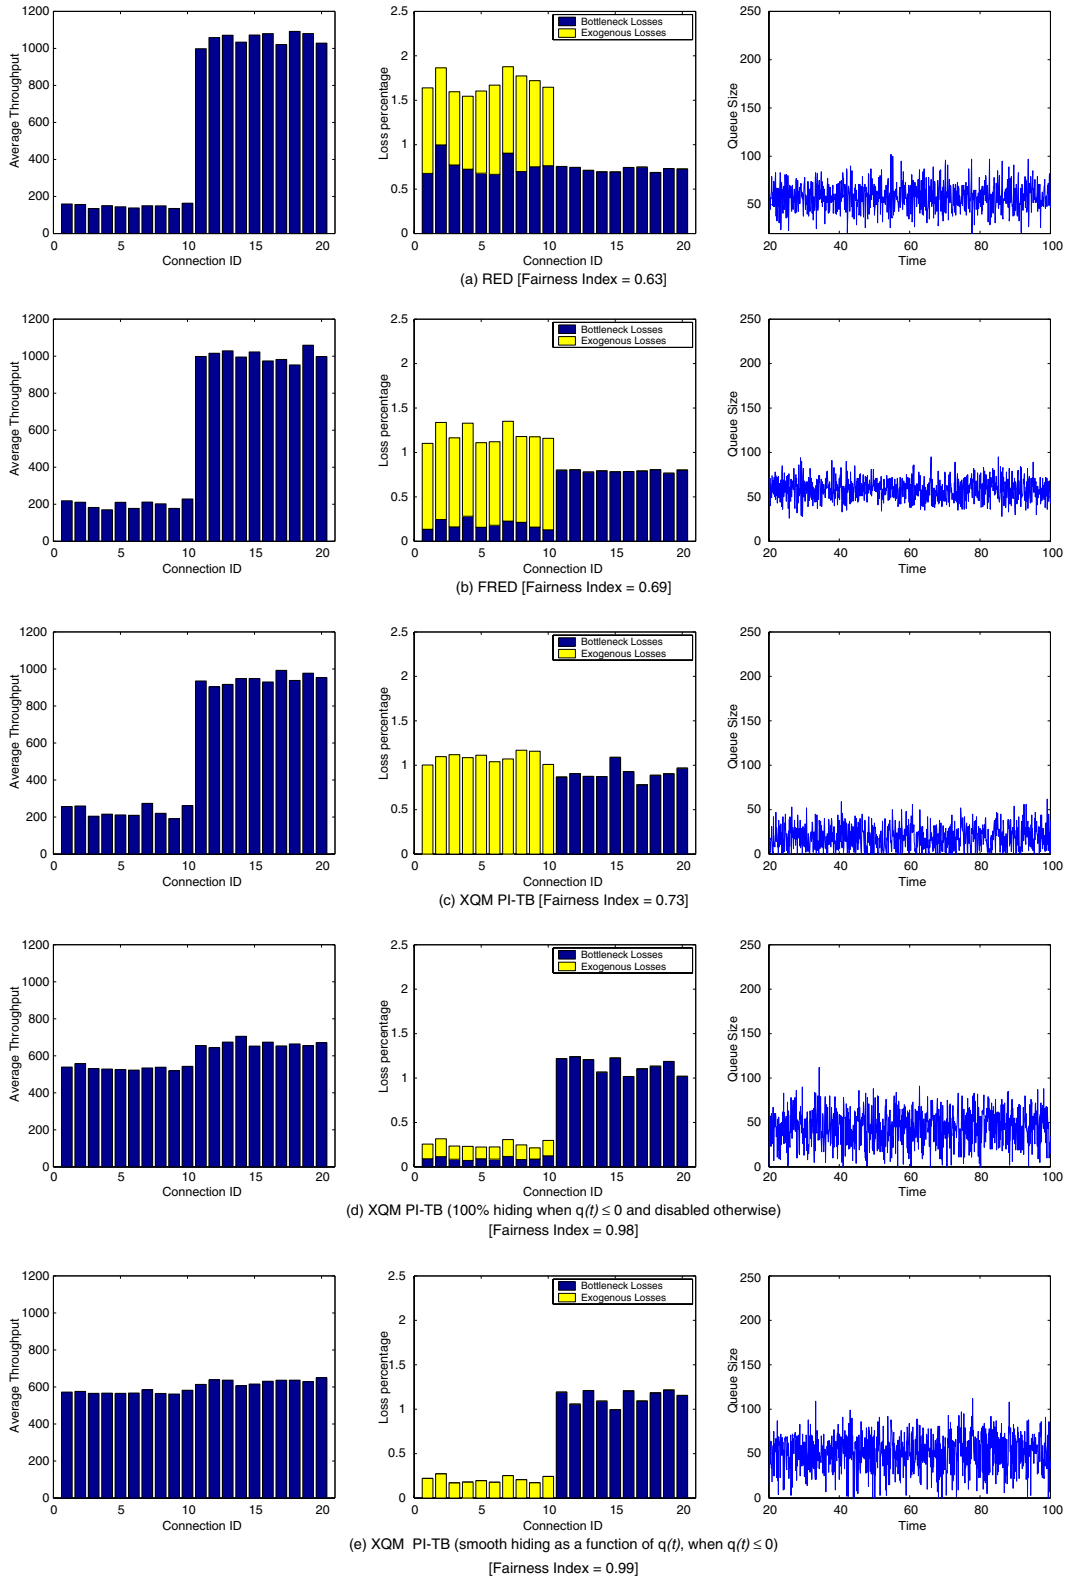 1200
1000
800
600
400
200
0
Average Throughput
0 5 10 15 20
Connection ID
2.5
2
1.5
1
0.5
0
Loss percentage
Bottleneck Losses
Exogenous Losses
0 5 10 15 20
Connection ID
250
200
150
100
50
Queue Size
20 40 60 80 100
Time
(a) RED [Fairness Index = 0.63]
1200
1000
800
600
400
200
0
Average Throughput
0 5 10 15 20
Connection ID
2.5
2
1.5
1
0.5
0
Loss percentage
Bottleneck Losses
Exogenous Losses
0 5 10 15 20
Connection ID
250
200
150
100
50
0
Queue Size
20 40 60 80 100
Time
(b) FRED [Fairness Index = 0.69]
1200
1000
800
600
400
200
0
Average Throughput
0 5 10 15 20
Connection ID
2.5
2
1.5
1
0.5
0
Loss percentage
Bottleneck Losses
Exogenous Losses
0 5 10 15 20
Connection ID
250
200
150
100
50
0
Queue Size
20 40 60 80 100
Time
(c) XQM PI-TB [Fairness Index = 0.73]
1200
1000
800
600
400
200
0
Average Throughput
0 5 10 15 20
Connection ID
2.5
2
1.5
1
0.5
0
Loss percentage
Bottleneck Losses
Exogenous Losses
0 5 10 15 20
Connection ID
250
200
150
100
50
0
Queue Size
20 40 60 80 100
Time
(d) XQM PI-TB (100% hiding when q(t) ≤ 0 and disabled otherwise)
[Fairness Index = 0.98]
1200
1000
800
600
400
200
0
Average Throughput
0 5 10 15 20
Connection ID
2.5
2
1.5
1
0.5
0
Loss percentage
Bottleneck Losses
Exogenous Losses
0 5 10 15 20
Connection ID
250
200
150
100
50
0
Queue Size
20 40 60 80 100
Time
(e) XQM PI-TB (smooth hiding as a function of q(t), when q(t) ≤ 0)
[Fairness Index = 0.99]